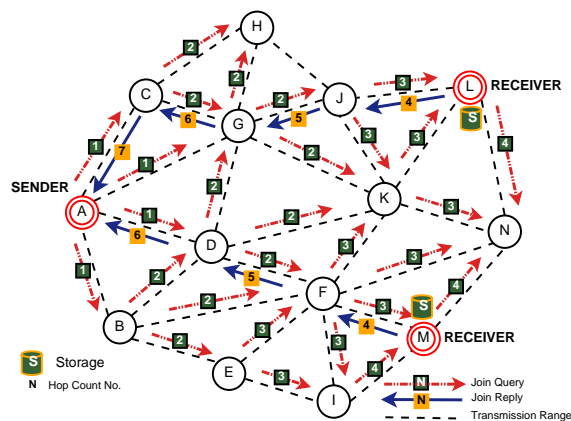 H
2
2
3
C
2
2
J
L
RECEIVER
4
S
6
G
5
1
7
3
3
4
1
2
SENDER
A
1
2
K
2
3
N
6
D
2
3
3
1
2
5
F
4
2
3
S
B
3
4
M
RECEIVER
2
3
S
Storage
E
4
3
N
Hop Count No.
I
N
Join Query
N
Join Reply
Transmission Range